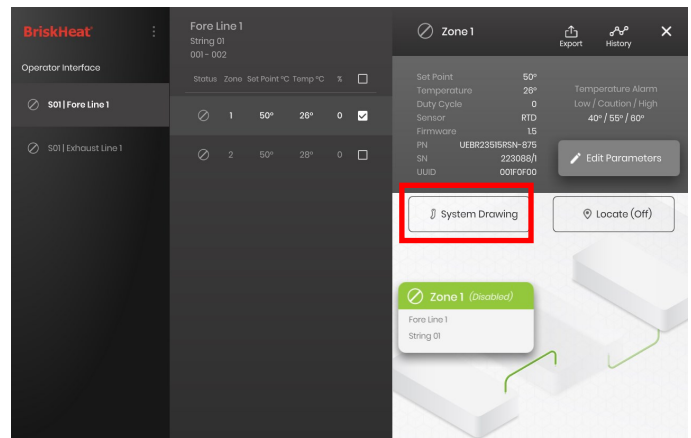 BriskHeat
Operator Interface
S01 | Fore Line 1
S01 | Exhaust Line 1
Fore Line 1
String 01
001 - 002
Status Zone Set Point °C Temp °C % 
1 50° 26° 0
2 50° 28° 0
Zone 1
Export History
Set Point 50°
Temperature 26°
Duty Cycle 0
Sensor RTD
Firmware 1.5
PN UEBR23515RSN-875
SN 223088/1
UUID 001F0F00
Temperature Alarm
Low / Caution / High
40° / 55° / 60°
Edit Parameters
System Drawing
Locate (Off)
Zone 1 (Disabled)
Fore Line 1
String 01